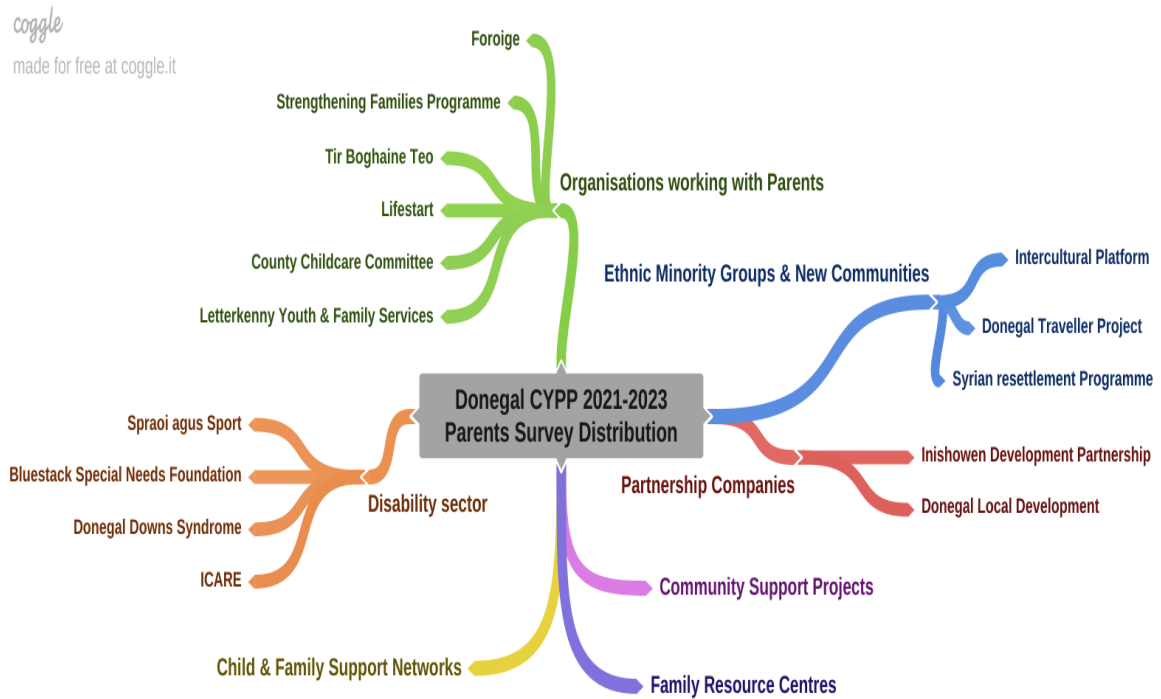 coggle
made for free at coggle.it
Foroige
Strengthening Families Programme
Tir Boghaine Teo
Lifestart
County Childcare Committee
Letterkenny Youth & Family Services
Organisations working with Parents
Ethnic Minority Groups & New Communities
Intercultural Platform
Donegal Traveller Project
Syrian resettlement Programme
Donegal CYPP 2021-2023
Parents Survey Distribution
Spraoi agus Sport
Bluestack Special Needs Foundation
Donegal Downs Syndrome
ICARE
Disability sector
Partnership Companies
Inishowen Development Partnership
Donegal Local Development
Community Support Projects
Child & Family Support Networks
Family Resource Centres